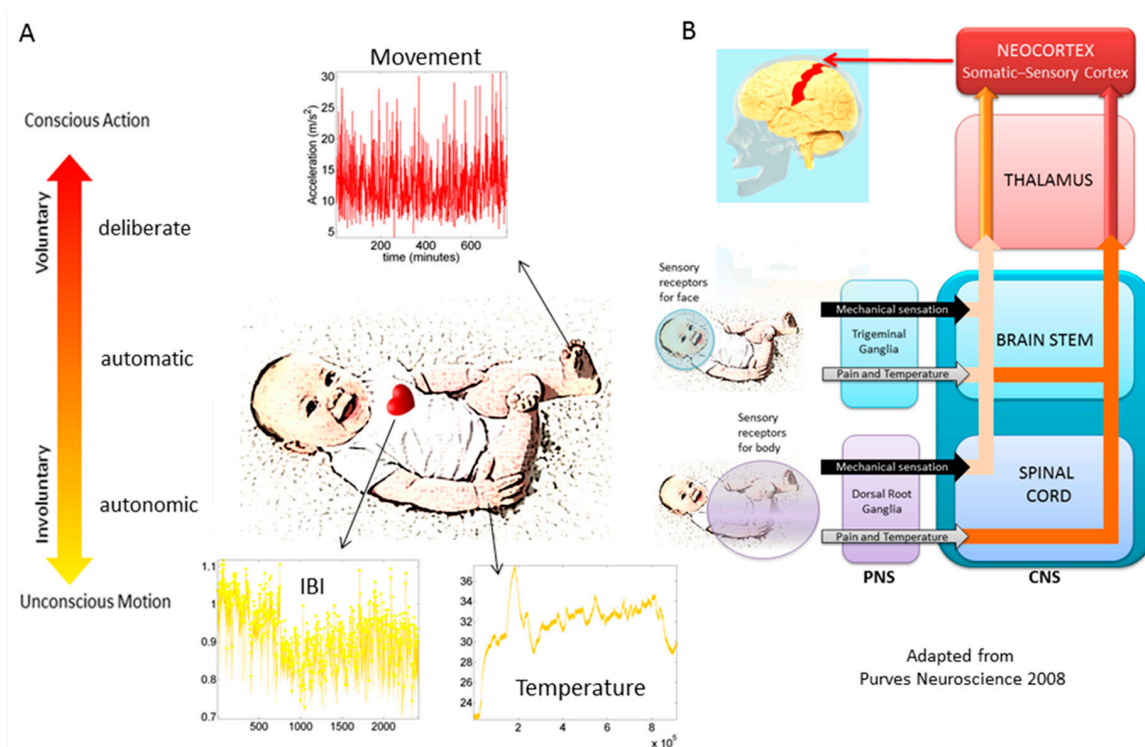 A
Conscious Action
Voluntary
deliberate
automatic
Involuntary
autonomic
Unconscious Motion
Movement
Acceleration (m/s²)
30
25
20
15
10
5
200
400
600
time (minutes)
IBI
1.1
1
0.9
0.8
0.7
500
1000
1500
2000
Temperature
36
34
32
30
28
26
24
2
4
6
8
x 10⁵
B
NEOCORTEX
Somatic–Sensory Cortex
THALAMUS
Sensory
receptors
for face
Mechanical sensation
Trigeminal
Ganglia
Pain and Temperature
BRAIN STEM
Sensory
receptors
for body
Mechanical sensation
Dorsal Root
Ganglia
Pain and Temperature
SPINAL
CORD
PNS
CNS
Adapted from
Purves Neuroscience 2008